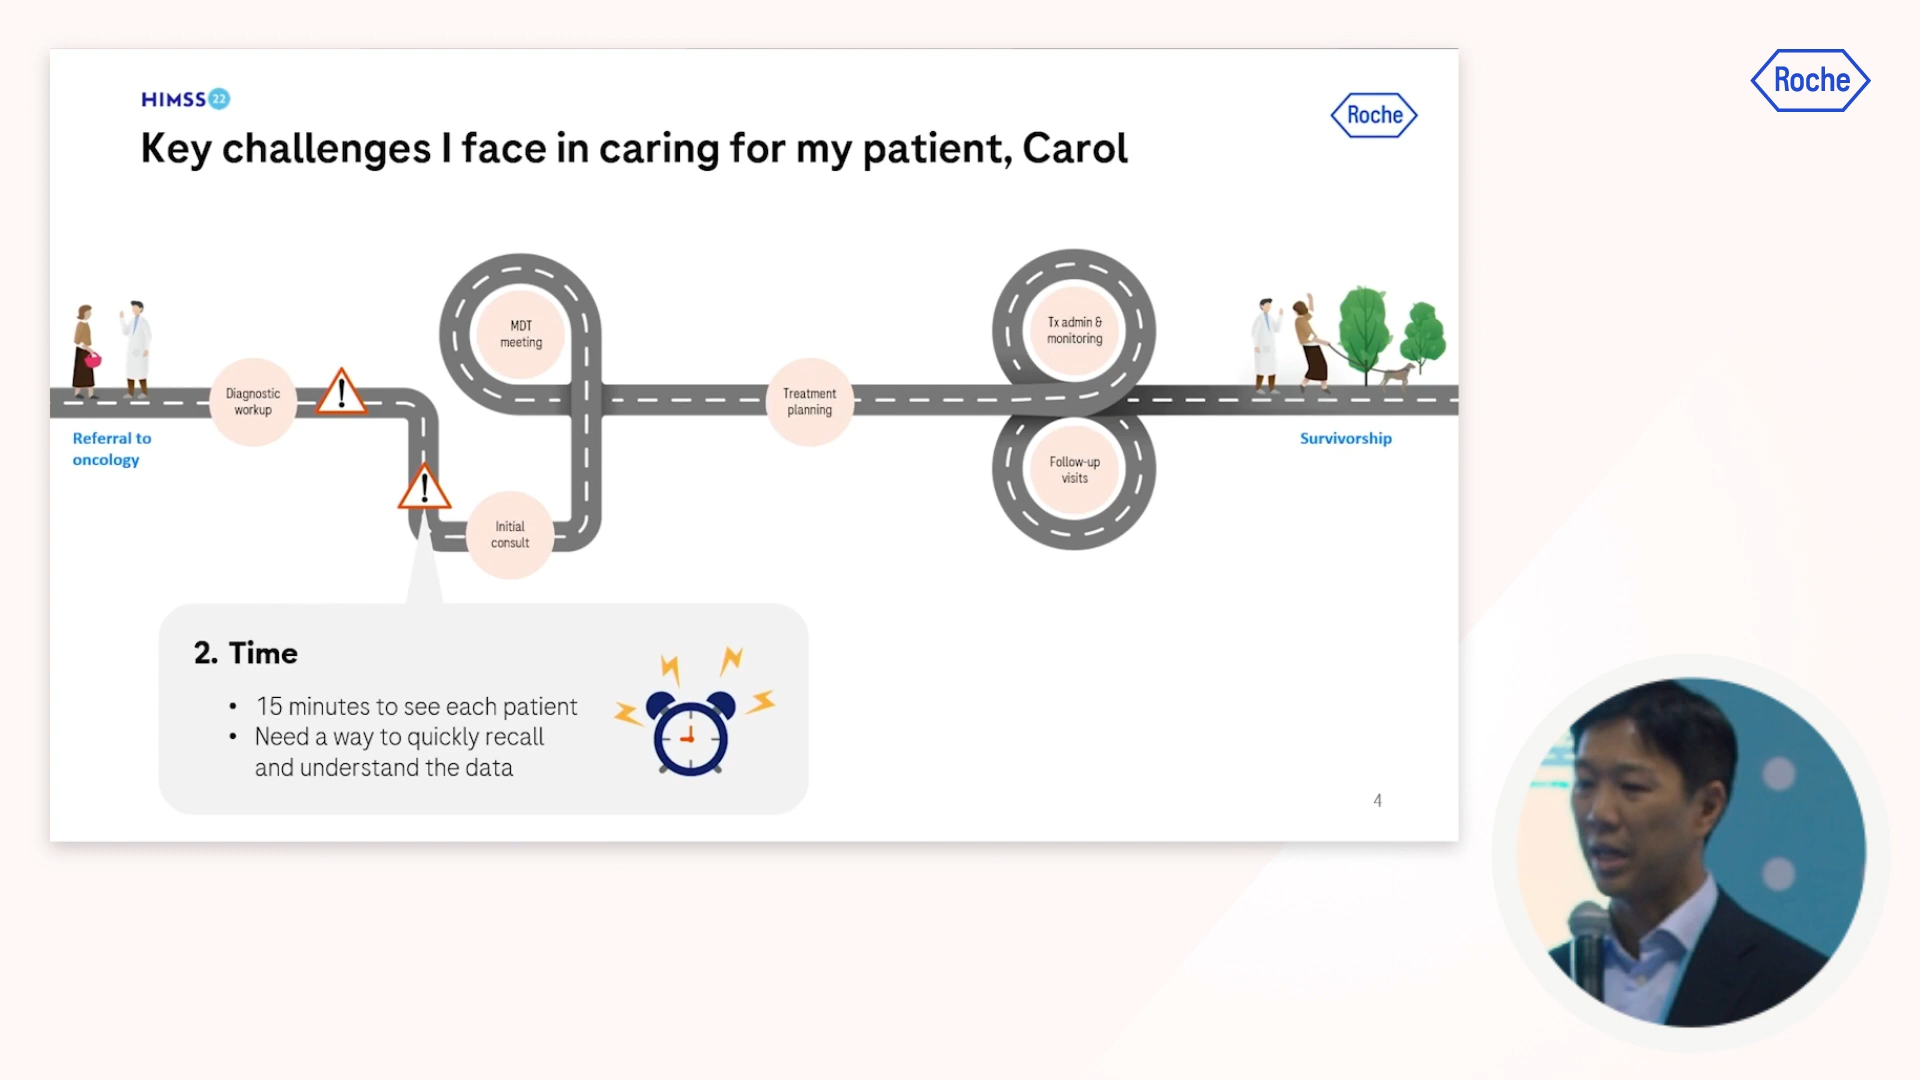 Roche
HIMSS 22
Roche
Key challenges I face in caring for my patient, Carol
MDT
meeting
Tx admin &
monitoring
Diagnostic
workup
Treatment
planning
Referral to
oncology
Survivorship
Follow-up
visits
Initial
consult
2. Time
• 15 minutes to see each patient
• Need a way to quickly recall
and understand the data
4